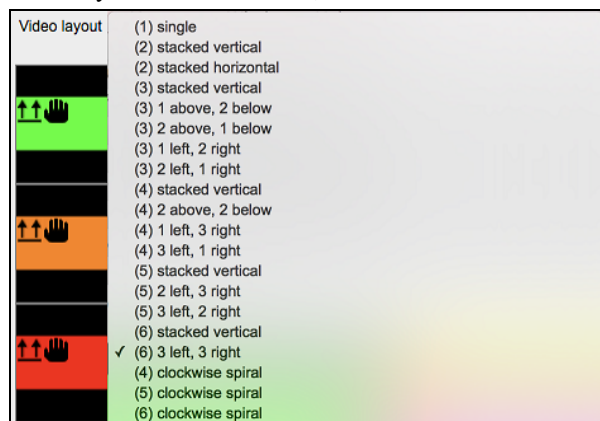 Video layout
(1) single
(2) stacked vertical
(2) stacked horizontal
(3) stacked vertical
(3) 1 above, 2 below
(3) 2 above, 1 below
(3) 1 left, 2 right
(3) 2 left, 1 right
(4) stacked vertical
(4) 2 above, 2 below
(4) 1 left, 3 right
(4) 3 left, 1 right
(5) stacked vertical
(5) 2 left, 3 right
(5) 3 left, 2 right
(6) stacked vertical
✓ (6) 3 left, 3 right
(4) clockwise spiral
(5) clockwise spiral
(6) clockwise spiral